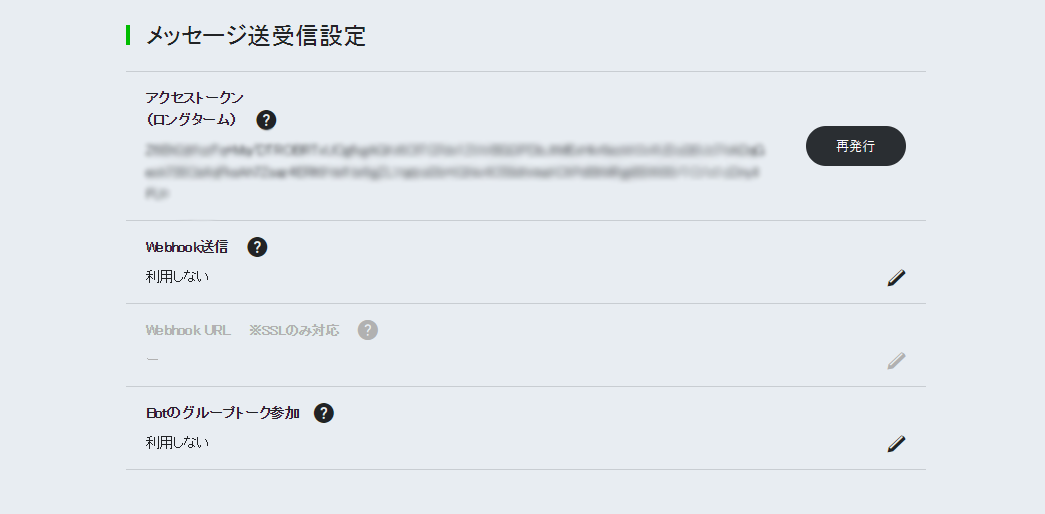 メッセージ送受信設定
アクセストークン
（ロングターム） ?
再発行
Webhook送信 ?
利用しない
Webhook URL ※SSLのみ対応 ?
ー
Botのグループトーク参加 ?
利用しない